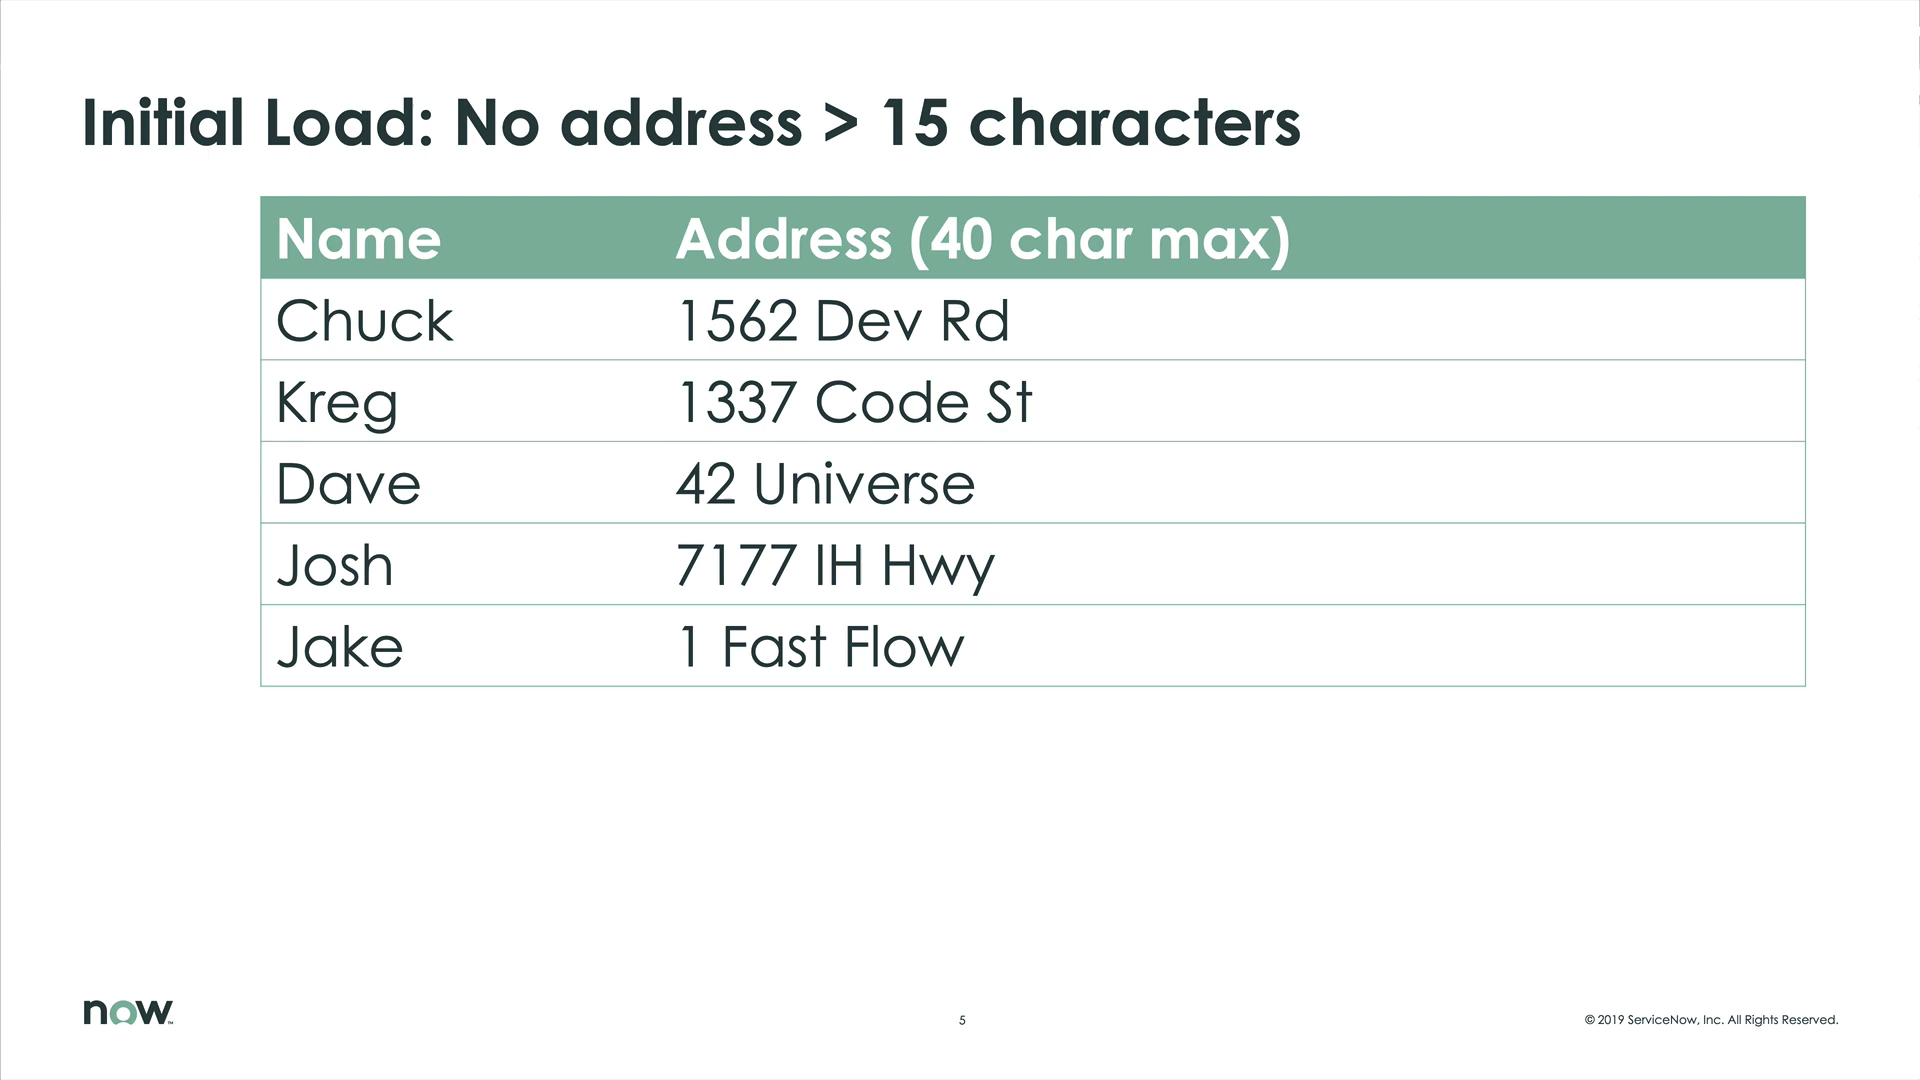 Initial Load: No address > 15 characters
Name Address (40 char max)
Chuck 1562 Dev Rd
Kreg 1337 Code St
Dave 42 Universe
Josh 7177 IH Hwy
Jake 1 Fast Flow
now™ 5 © 2019 ServiceNow, Inc. All Rights Reserved.